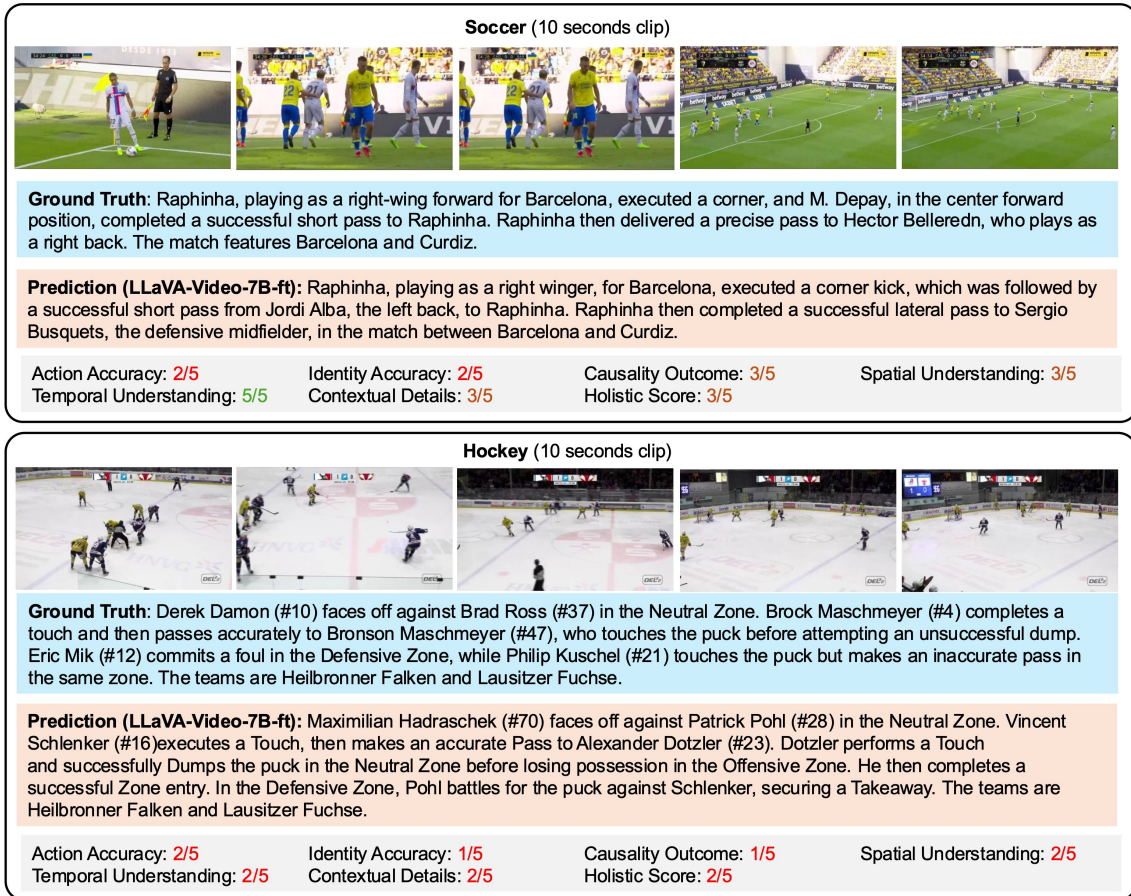 Soccer (10 seconds clip)
Ground Truth: Raphinha, playing as a right-wing forward for Barcelona, executed a corner, and M. Depay, in the center forward
position, completed a successful short pass to Raphinha. Raphinha then delivered a precise pass to Hector Belleredn, who plays as
a right back. The match features Barcelona and Curdiz.
Prediction (LLaVA-Video-7B-ft): Raphinha, playing as a right winger, for Barcelona, executed a corner kick, which was followed by
a successful short pass from Jordi Alba, the left back, to Raphinha. Raphinha then completed a successful lateral pass to Sergio
Busquets, the defensive midfielder, in the match between Barcelona and Curdiz.
Action Accuracy: 2/5 Identity Accuracy: 2/5 Causality Outcome: 3/5 Spatial Understanding: 3/5
Temporal Understanding: 5/5 Contextual Details: 3/5 Holistic Score: 3/5
Hockey (10 seconds clip)
Ground Truth: Derek Damon (#10) faces off against Brad Ross (#37) in the Neutral Zone. Brock Maschmeyer (#4) completes a
touch and then passes accurately to Bronson Maschmeyer (#47), who touches the puck before attempting an unsuccessful dump.
Eric Mik (#12) commits a foul in the Defensive Zone, while Philip Kuschel (#21) touches the puck but makes an inaccurate pass in
the same zone. The teams are Heilbronner Falken and Lausitzer Fuchse.
Prediction (LLaVA-Video-7B-ft): Maximilian Hadraschek (#70) faces off against Patrick Pohl (#28) in the Neutral Zone. Vincent
Schlenker (#16)executes a Touch, then makes an accurate Pass to Alexander Dotzler (#23). Dotzler performs a Touch
and successfully Dumps the puck in the Neutral Zone before losing possession in the Offensive Zone. He then completes a
successful Zone entry. In the Defensive Zone, Pohl battles for the puck against Schlenker, securing a Takeaway. The teams are
Heilbronner Falken and Lausitzer Fuchse.
Action Accuracy: 2/5 Identity Accuracy: 1/5 Causality Outcome: 1/5 Spatial Understanding: 2/5
Temporal Understanding: 2/5 Contextual Details: 2/5 Holistic Score: 2/5